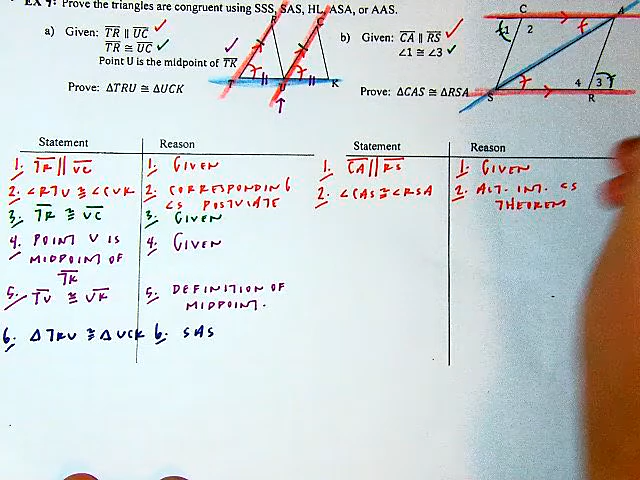 EX 4: Prove the triangles are congruent using SSS, SAS, HL, ASA, or AAS.
a) Given: TR ∥ UC
TR ≅ UC
Point U is the midpoint of TK
Prove: ΔTRU ≅ ΔUCK
R C
T U K
b) Given: CA ∥ RS
∠1 ≅ ∠3
Prove: ΔCAS ≅ ΔRSA
C A
1 2
4 3
S R
Statement Reason
1. TR ∥ UC 1. GIVEN
2. ∠RTU ≅ ∠CUK 2. CORRESPONDING
∠S POSTULATE
3. TR ≅ UC 3. GIVEN
4. POINT U IS 4. GIVEN
MIDPOINT OF
TK
5. TU ≅ UK 5. DEFINITION OF
MIDPOINT.
6. ΔTRU ≅ ΔUCK 6. SAS
Statement Reason
1. CA ∥ RS 1. GIVEN
2. ∠CAS ≅ ∠RSA 2. ALT. INT. ∠S
THEOREM